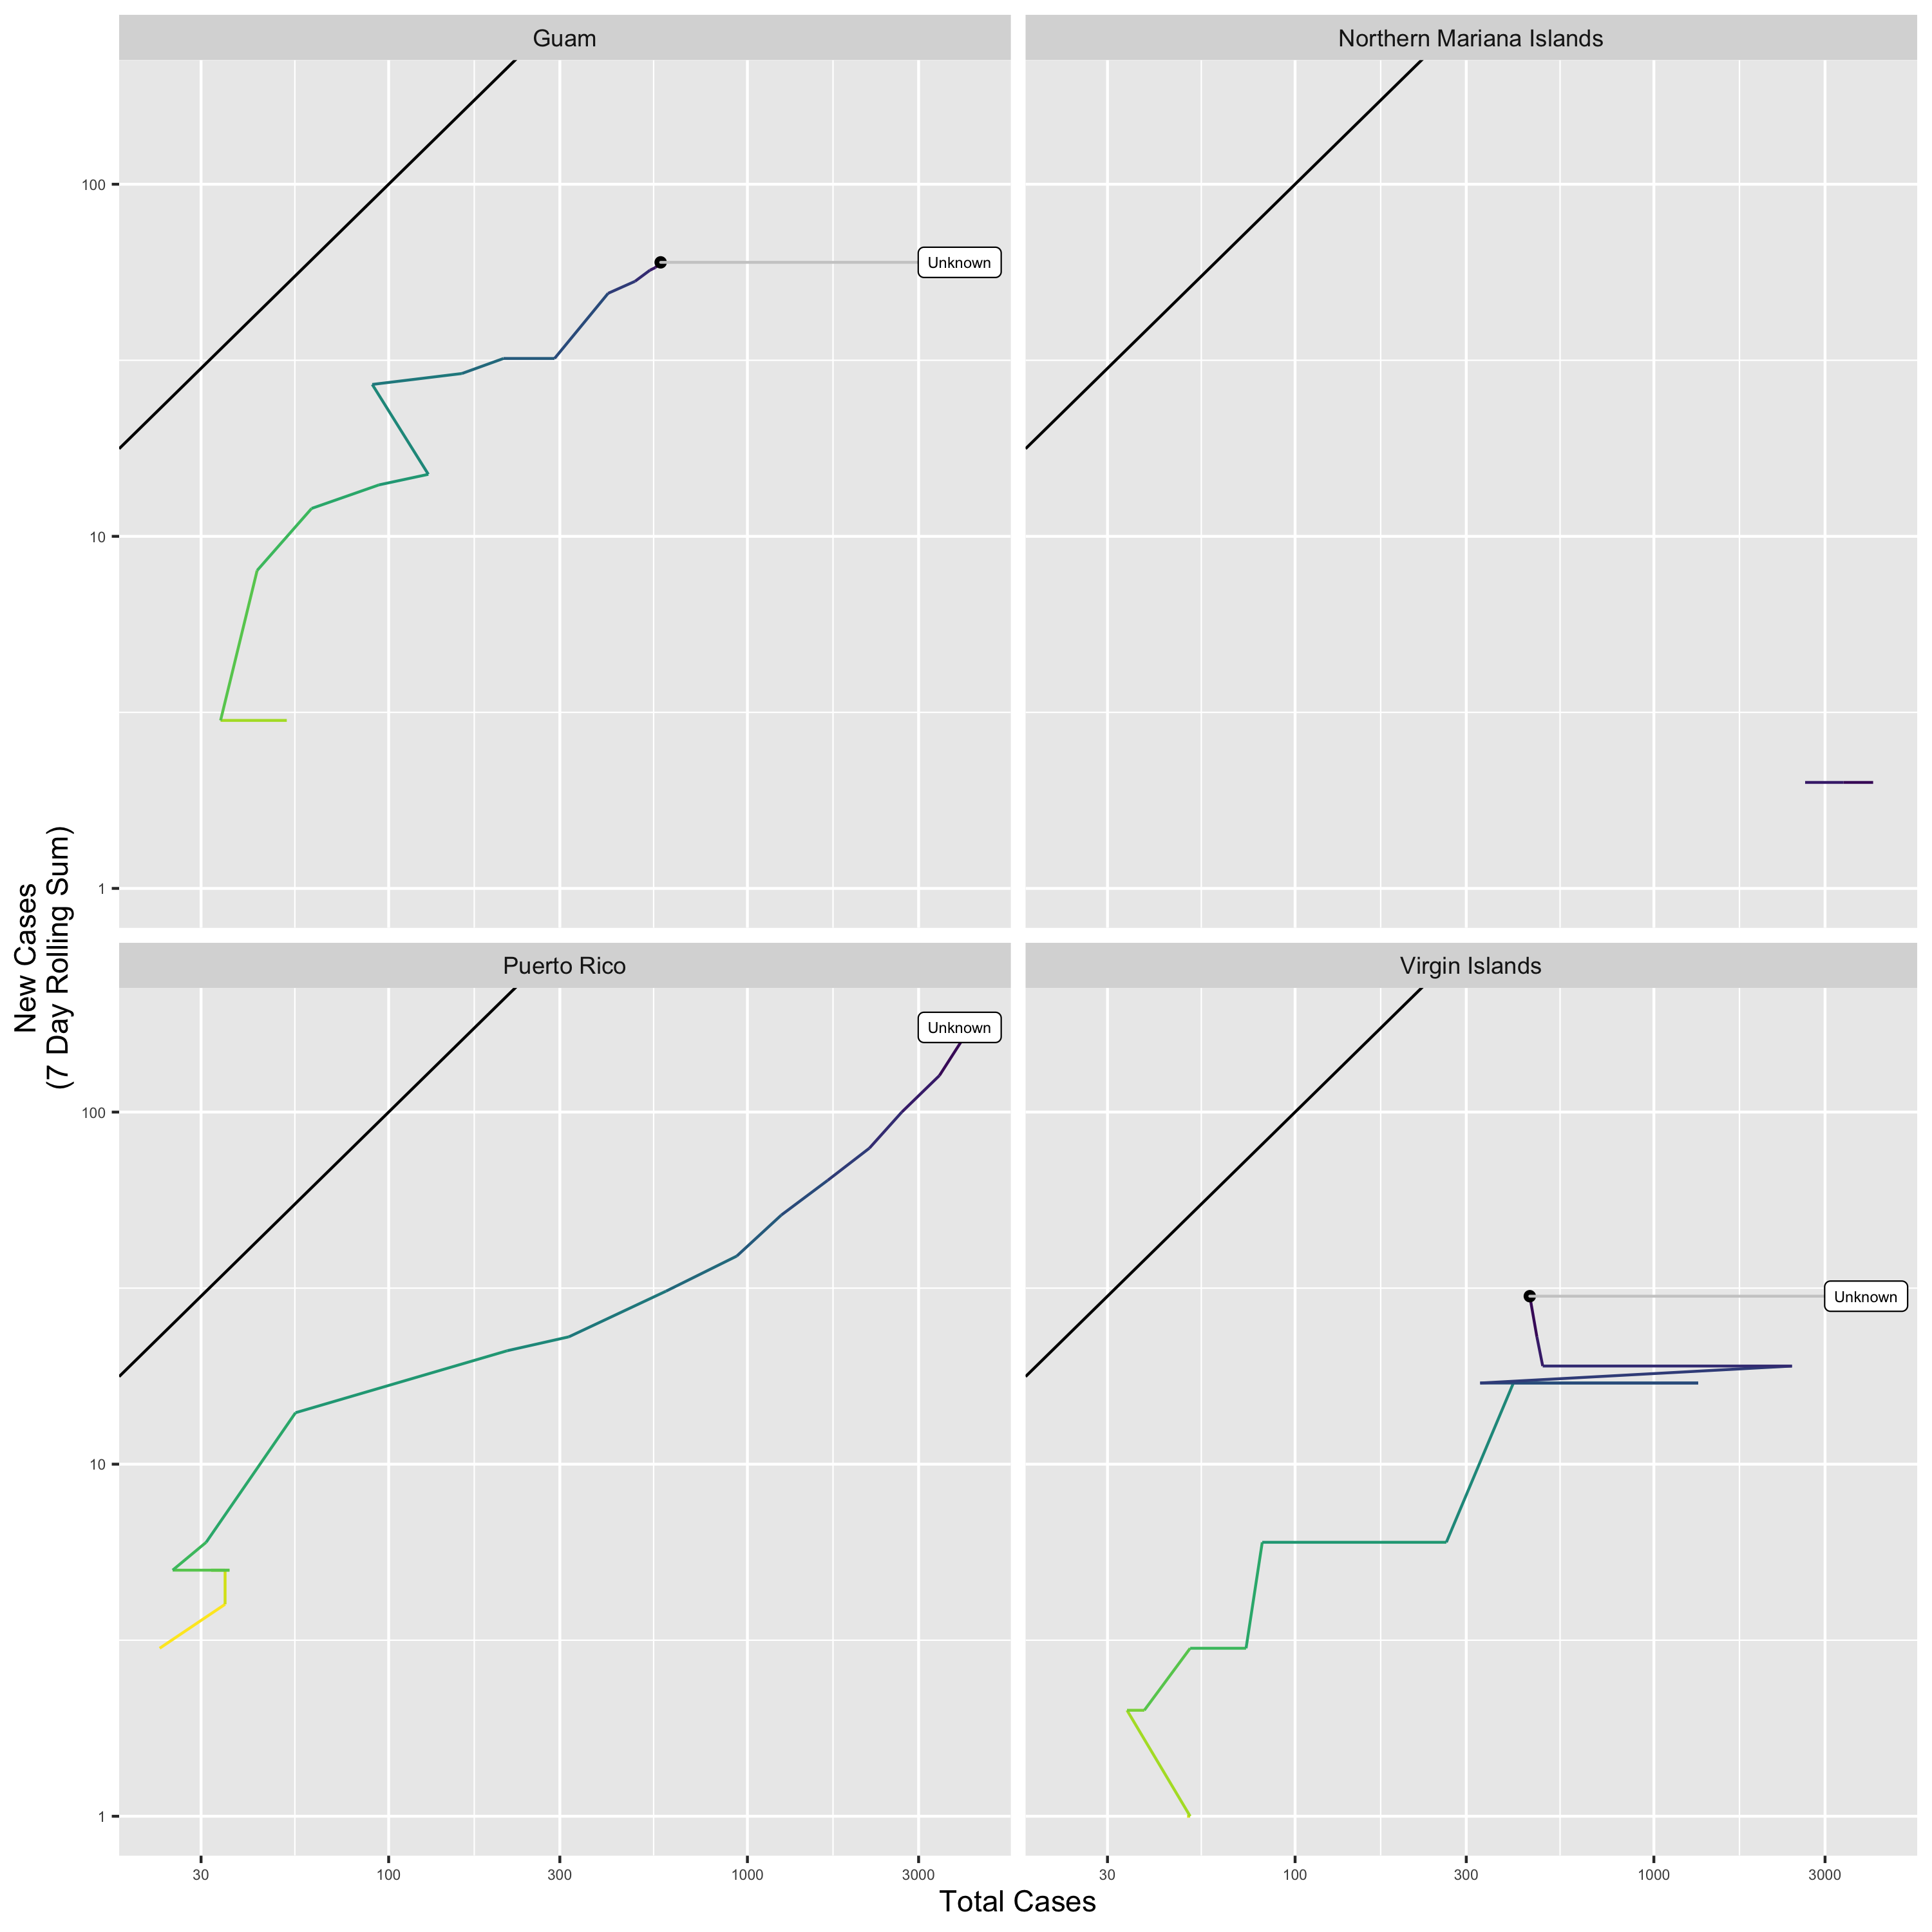 Guam
Northern Mariana Islands
100
10
1
Unknown
New Cases
(7 Day Rolling Sum)
Puerto Rico
Virgin Islands
100
10
1
Unknown
Unknown
30 100 300 1000 3000
30 100 300 1000 3000
Total Cases